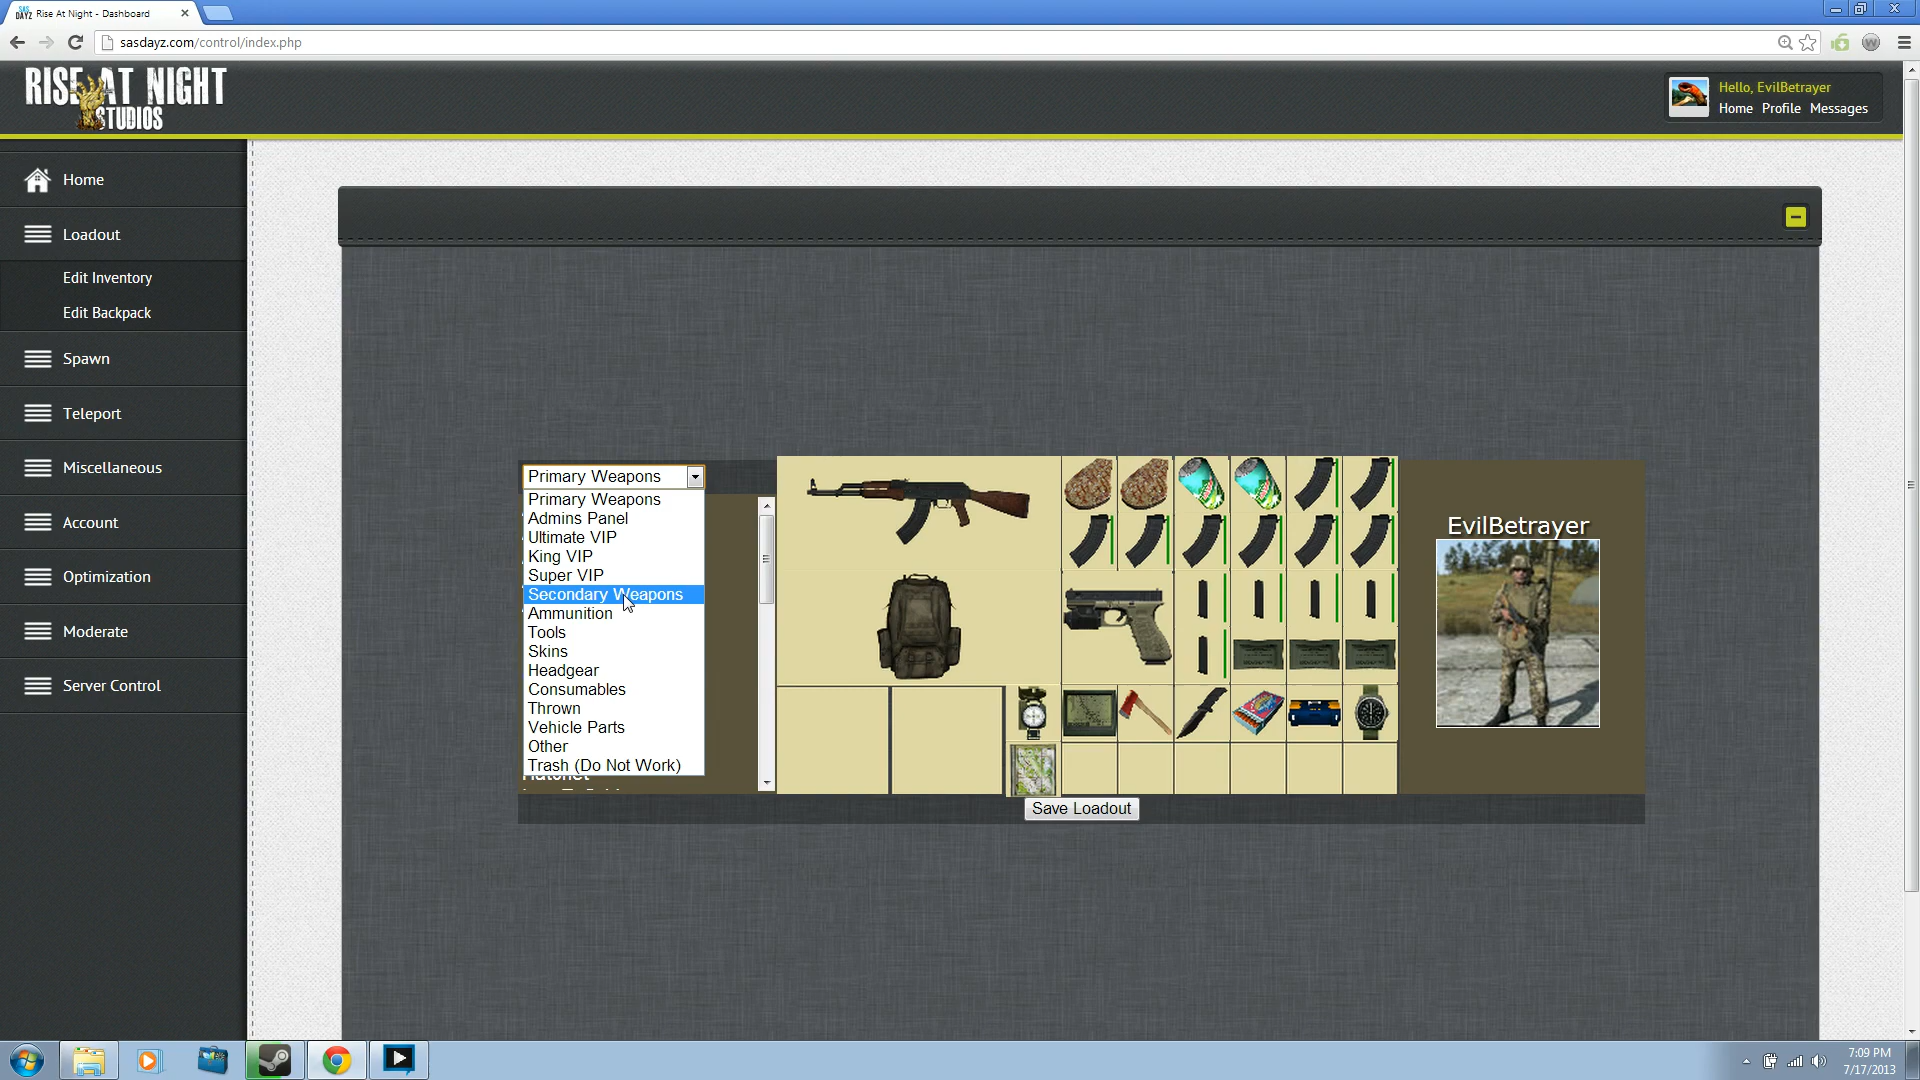 SAS
DAYZ
Rise At Night - Dashboard
sasdayz.com/control/index.php
RISE AT NIGHT
STUDIOS
Hello, EvilBetrayer
Home Profile Messages
Home
Loadout
Edit Inventory
Edit Backpack
Spawn
Teleport
Miscellaneous
Account
Optimization
Moderate
Server Control
Primary Weapons
Primary Weapons
Admins Panel
Ultimate VIP
King VIP
Super VIP
Secondary Weapons
Ammunition
Tools
Skins
Headgear
Consumables
Thrown
Vehicle Parts
Other
Trash (Do Not Work)
Hatchet
EvilBetrayer
Save Loadout
7:09 PM
7/17/2013